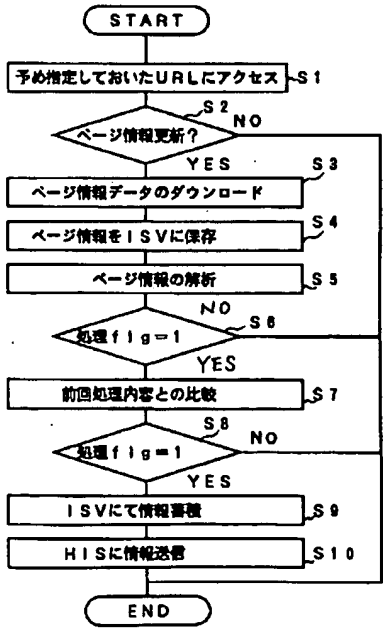 START
予め指定しておいたURLにアクセス S1
S2
ページ情報更新? NO
YES
S3
ページ情報データのダウンロード
S4
ページ情報をISVに保存
ページ情報の解析 S5
NO
S6
処理flg=1
YES
前回処理内容との比較 S7
S8
処理flg=1 NO
YES
ISVにて情報蓄積 S9
HISに情報送信 S10
END